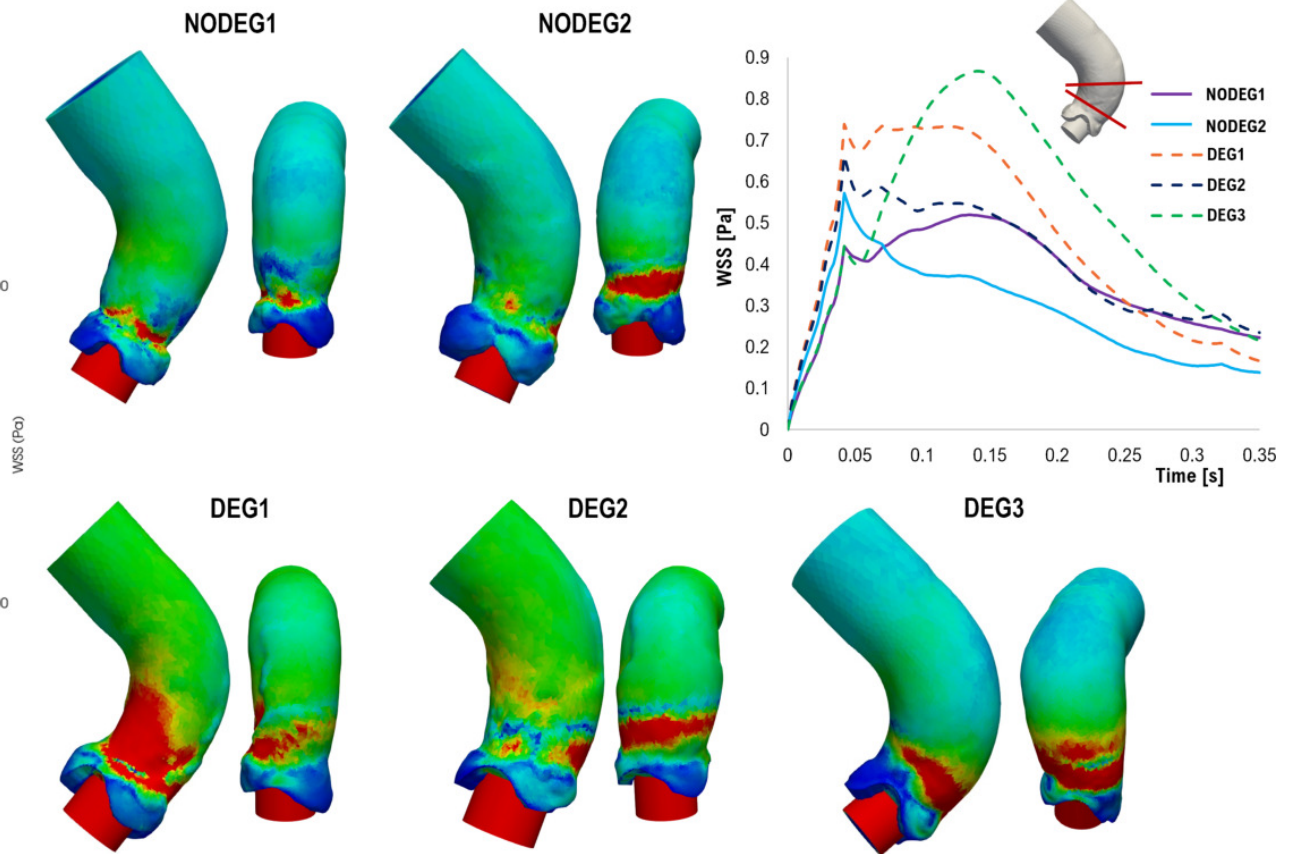 NODEG1
NODEG2
0.9
0.8
0.7
0.6
0.5
0.4
0.3
0.2
0.1
0
WSS [Pa]
0 0.05 0.1 0.15 0.2 0.25 0.3 0.35
Time [s]
NODEG1
NODEG2
DEG1
DEG2
DEG3
0
WSS (Pa)
0
DEG1
DEG2
DEG3